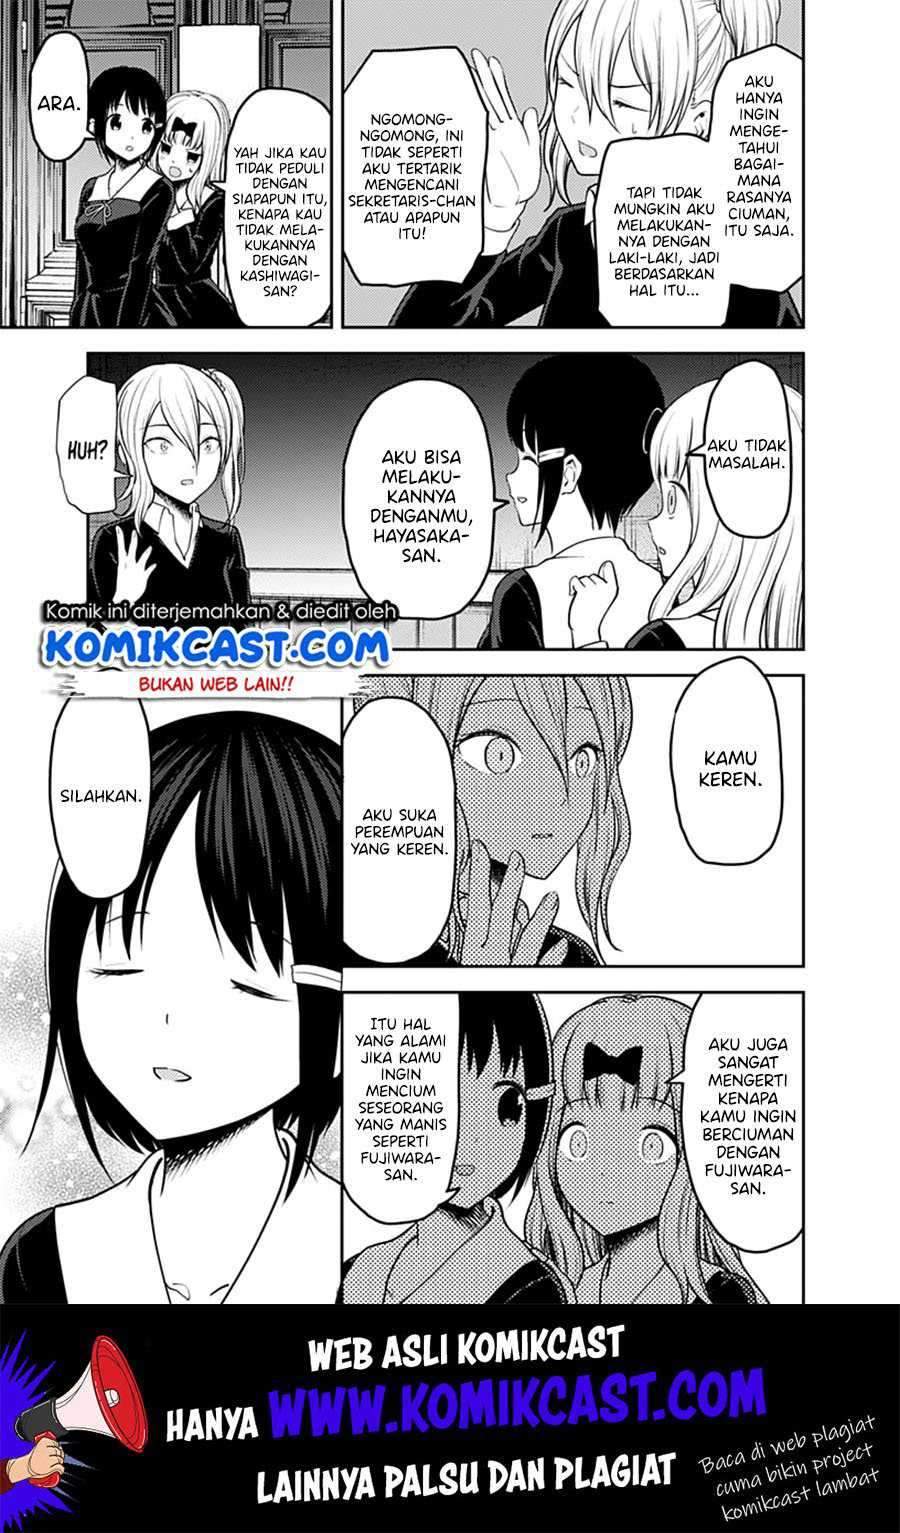 AKU
HANYA
INGIN
MENGE-
TAHUI
BAGAI-
MANA
RASANYA
CIUMAN,
ITU SAJA.
TAPI TIDAK
MUNGKIN AKU
MELAKUKAN-
NYA DENGAN
LAKI-LAKI, JADI
BERDASARKAN
HAL ITU...
NGOMONG-
NGOMONG, INI
TIDAK SEPERTI
AKU TERTARIK
MENGENCANI
SEKRETARIS-CHAN
ATAU APAPUN
ITU!
YAH JIKA KAU
TIDAK PEDULI
DENGAN
SIAPAPUN ITU,
KENAPA KAU
TIDAK MELA-
KUKANNYA
DENGAN
KASHIWAGI-
SAN?
ARA.
AKU TIDAK
MASALAH.
AKU BISA
MELAKU-
KANNYA
DENGANMU,
HAYASAKA-
SAN.
HUH?
Komik ini diterjemahkan & diedit oleh
KOMIKCAST.COM
BUKAN WEB LAIN!!
KAMU
KEREN.
AKU SUKA
PEREMPUAN
YANG KEREN.
SILAHKAN.
AKU JUGA
SANGAT
MENGERTI
KENAPA
KAMU INGIN
BERCIUMAN
DENGAN
FUJIWARA-
SAN.
ITU HAL
YANG ALAMI
JIKA KAMU
INGIN
MENCIUM
SESEORANG
YANG MANIS
SEPERTI
FUJIWARA-
SAN.
WEB ASLI KOMIKCAST
HANYA WWW.KOMIKCAST.COM
LAINNYA PALSU DAN PLAGIAT
Baca di web plagiat
cuma bikin project
komikcast lambat